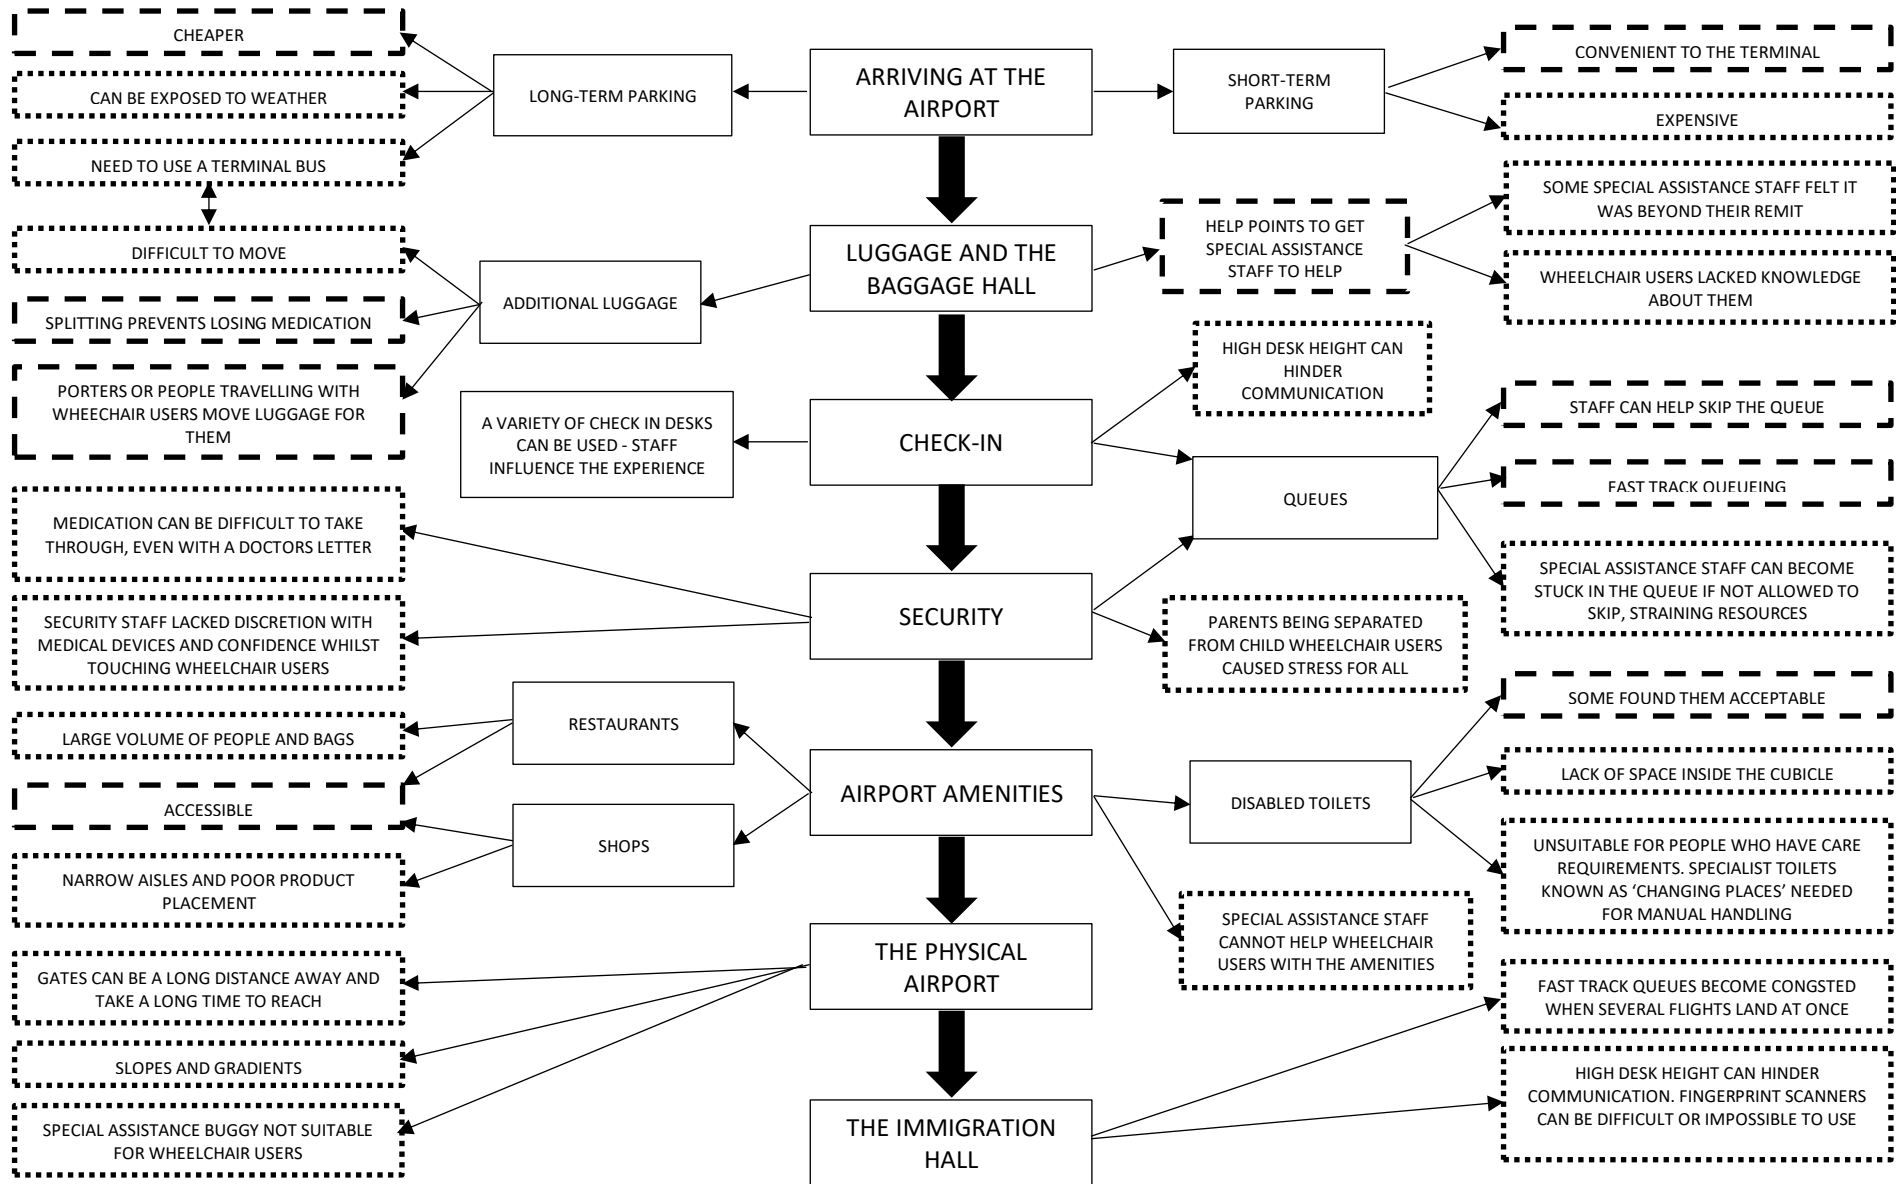 CHEAPER
CAN BE EXPOSED TO WEATHER
NEED TO USE A TERMINAL BUS
LONG-TERM PARKING
ARRIVING AT THE
AIRPORT
SHORT-TERM
PARKING
CONVENIENT TO THE TERMINAL
EXPENSIVE
DIFFICULT TO MOVE
SPLITTING PREVENTS LOSING MEDICATION
PORTERS OR PEOPLE TRAVELLING WITH
WHEECHAIR USERS MOVE LUGGAGE FOR
THEM
ADDITIONAL LUGGAGE
LUGGAGE AND THE
BAGGAGE HALL
HELP POINTS TO GET
SPECIAL ASSISTANCE
STAFF TO HELP
SOME SPECIAL ASSISTANCE STAFF FELT IT
WAS BEYOND THEIR REMIT
WHEELCHAIR USERS LACKED KNOWLEDGE
ABOUT THEM
A VARIETY OF CHECK IN DESKS
CAN BE USED - STAFF
INFLUENCE THE EXPERIENCE
CHECK-IN
HIGH DESK HEIGHT CAN
HINDER
COMMUNICATION
QUEUES
STAFF CAN HELP SKIP THE QUEUE
FAST TRACK QUEUEING
SPECIAL ASSISTANCE STAFF CAN BECOME
STUCK IN THE QUEUE IF NOT ALLOWED TO
SKIP, STRAINING RESOURCES
MEDICATION CAN BE DIFFICULT TO TAKE
THROUGH, EVEN WITH A DOCTORS LETTER
SECURITY STAFF LACKED DISCRETION WITH
MEDICAL DEVICES AND CONFIDENCE WHILST
TOUCHING WHEELCHAIR USERS
SECURITY
PARENTS BEING SEPARATED
FROM CHILD WHEELCHAIR USERS
CAUSED STRESS FOR ALL
LARGE VOLUME OF PEOPLE AND BAGS
ACCESSIBLE
NARROW AISLES AND POOR PRODUCT
PLACEMENT
RESTAURANTS
SHOPS
AIRPORT AMENITIES
DISABLED TOILETS
SOME FOUND THEM ACCEPTABLE
LACK OF SPACE INSIDE THE CUBICLE
UNSUITABLE FOR PEOPLE WHO HAVE CARE
REQUIREMENTS. SPECIALIST TOILETS
KNOWN AS ‘CHANGING PLACES’ NEEDED
FOR MANUAL HANDLING
SPECIAL ASSISTANCE STAFF
CANNOT HELP WHEELCHAIR
USERS WITH THE AMENITIES
GATES CAN BE A LONG DISTANCE AWAY AND
TAKE A LONG TIME TO REACH
SLOPES AND GRADIENTS
SPECIAL ASSISTANCE BUGGY NOT SUITABLE
FOR WHEELCHAIR USERS
THE PHYSICAL
AIRPORT
THE IMMIGRATION
HALL
FAST TRACK QUEUES BECOME CONGSTED
WHEN SEVERAL FLIGHTS LAND AT ONCE
HIGH DESK HEIGHT CAN HINDER
COMMUNICATION. FINGERPRINT SCANNERS
CAN BE DIFFICULT OR IMPOSSIBLE TO USE